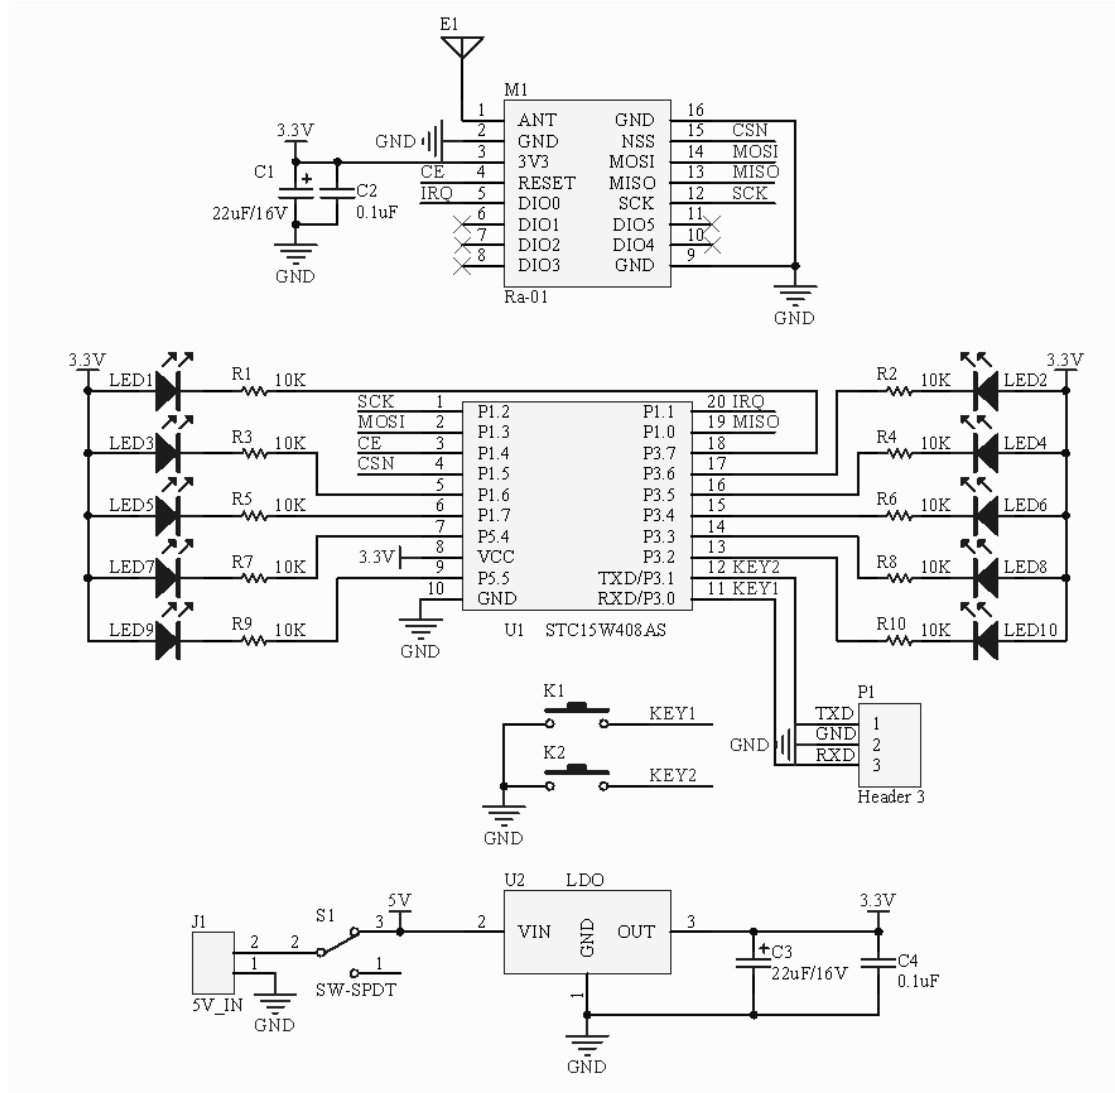 E1
M1
1 ANT GND 16
GND 2 GND NSS 15 CSN
3.3V 3 3V3 MOSI 14 MOSI
CE 4 RESET MISO 13 MISO
IRQ 5 DIO0 SCK 12 SCK
6 DIO1 DIO5 11
7 DIO2 DIO4 10
8 DIO3 GND 9
C1 + C2
22uF/16V 0.1uF
GND
Ra-01
GND
3.3V 3.3V
LED1 R1 10K R2 10K LED2
SCK 1 P1.2 P1.1 20 IRQ
MOSI 2 P1.3 P1.0 19 MISO
LED3 R3 10K R4 10K LED4
CE 3 P1.4 P3.7 18
CSN 4 P1.5 P3.6 17
5 P1.6 P3.5 16
LED5 R5 10K R6 10K LED6
6 P1.7 P3.4 15
7 P5.4 P3.3 14
3.3V 8 VCC P3.2 13
LED7 R7 10K R8 10K LED8
9 P5.5 TXD/P3.1 12 KEY2
10 GND RXD/P3.0 11 KEY1
LED9 R9 10K R10 10K LED10
U1 STC15W408AS
GND
K1 KEY1
K2 KEY2
GND
P1
TXD 1
GND GND 2
RXD 3
Header 3
U2 LDO
J1 S1 3 5V 2 VIN GND OUT 3 3.3V
2 2
1 1
SW-SPDT
5V_IN
GND
+ C3 C4
22uF/16V 0.1uF
1
GND